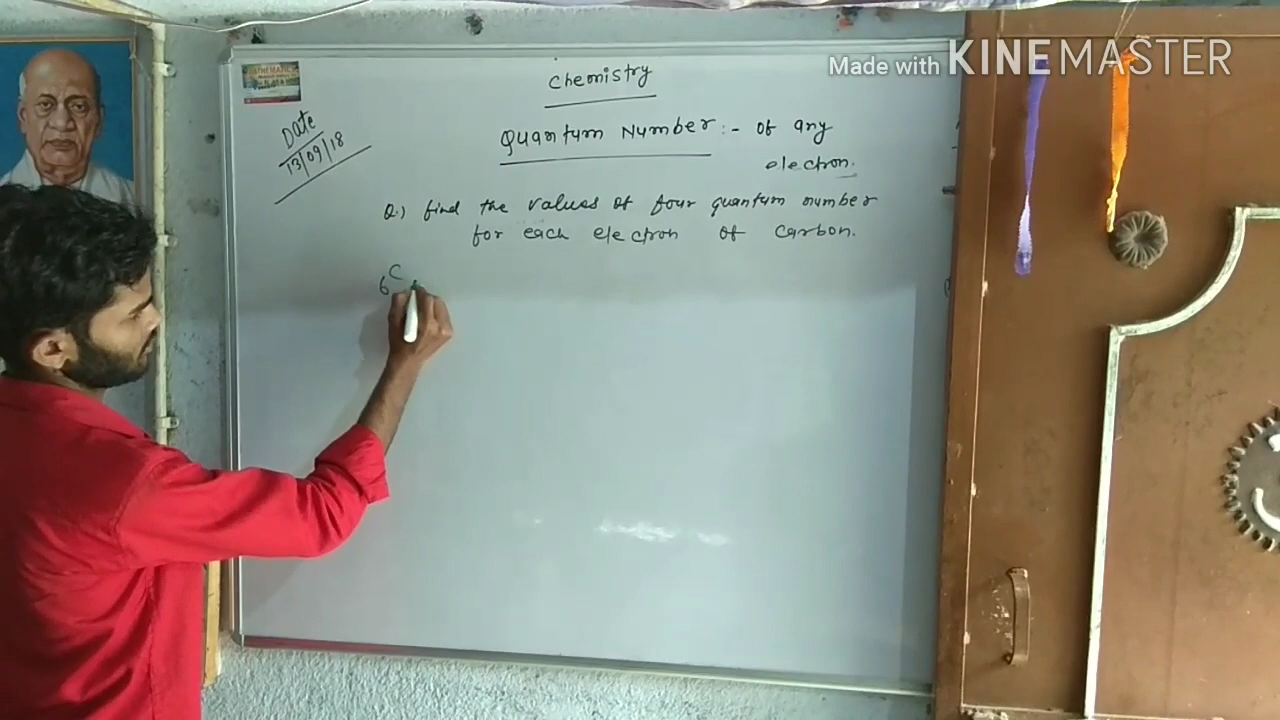 Made with KINEMASTER
Chemistry
Date
13/09/18
Quantum Number :- of any
electron.
Q.) find the values of four quantum number
for each electron of carbon.
6C